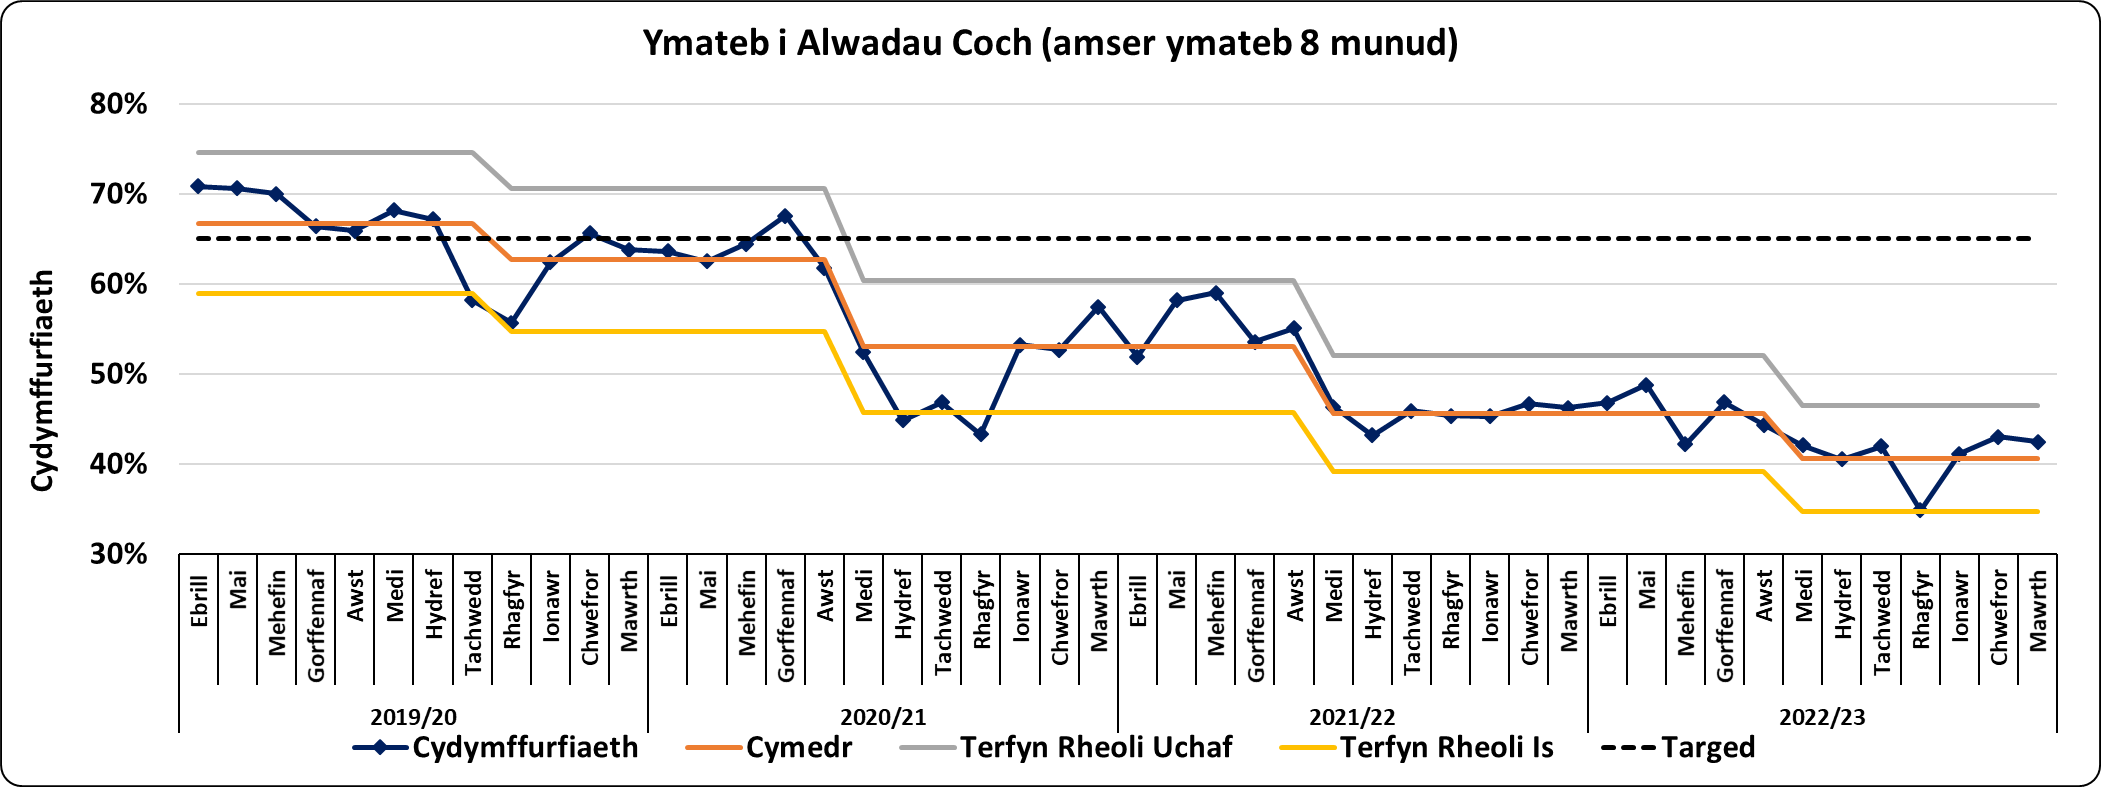 Ymateb i Alwadau Coch (amser ymateb 8 munud)
80%
70%
60%
50%
40%
30%
Cydymffurfiaeth
Ebrill
Mai
Mehefin
Gorffennaf
Awst
Medi
Hydref
Tachwedd
Rhagfyr
Ionawr
Chwefror
Mawrth
Ebrill
Mai
Mehefin
Gorffennaf
Awst
Medi
Hydref
Tachwedd
Rhagfyr
Ionawr
Chwefror
Mawrth
Ebrill
Mai
Mehefin
Gorffennaf
Awst
Medi
Hydref
Tachwedd
Rhagfyr
Ionawr
Chwefror
Mawrth
Ebrill
Mai
Mehefin
Gorffennaf
Awst
Medi
Hydref
Tachwedd
Rhagfyr
Ionawr
Chwefror
Mawrth
2019/20 2020/21 2021/22 2022/23
Cydymffurfiaeth Cymedr Terfyn Rheoli Uchaf Terfyn Rheoli Is Targed